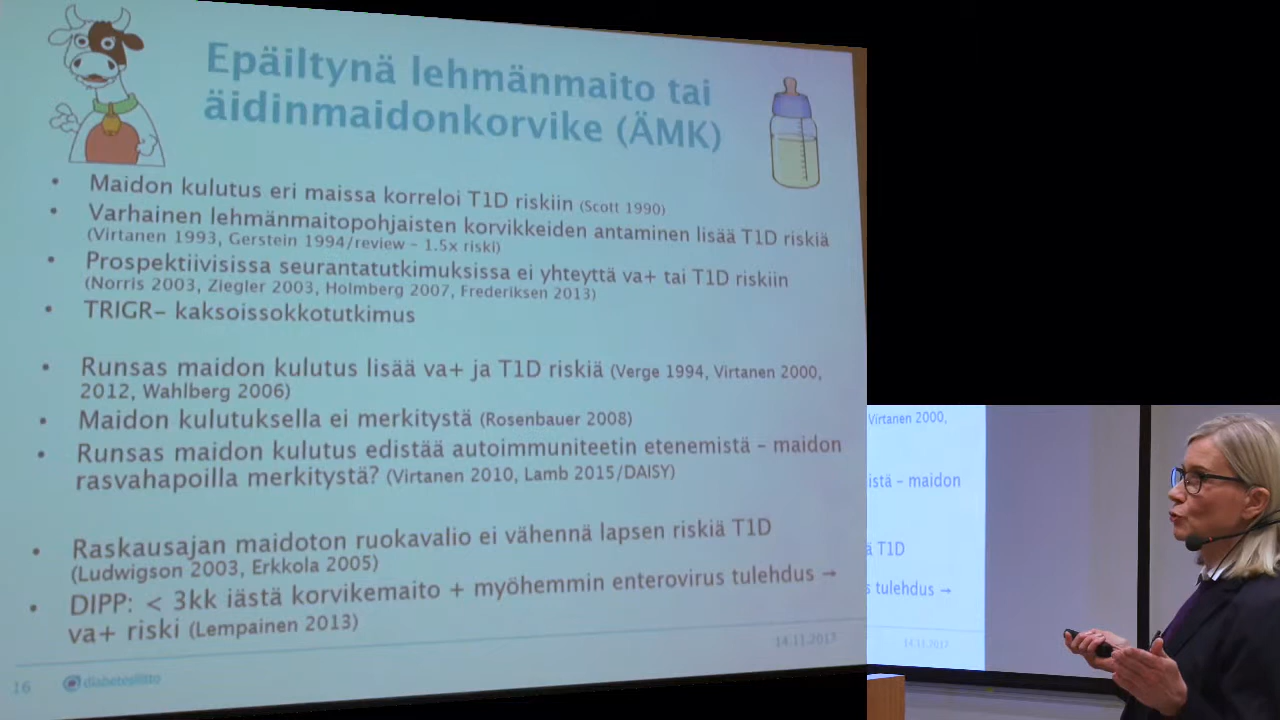 Epäiltynä lehmänmaito tai
äidinmaidonkorvike (ÄMK)
• Maidon kulutus eri maissa korreloi T1D riskiin (Scott 1990)
• Varhainen lehmänmaitopohjaisten korvikkeiden antaminen lisää T1D riskiä
(Virtanen 1993, Gerstein 1994/review - 1.5x riski)
• Prospektiivisissa seurantatutkimuksissa ei yhteyttä va+ tai T1D riskiin
(Norris 2003, Ziegler 2003, Holmberg 2007, Frederiksen 2013)
• TRIGR- kaksoissokkotutkimus
• Runsas maidon kulutus lisää va+ ja T1D riskiä (Verge 1994, Virtanen 2000,
2012, Wahlberg 2006)
• Maidon kulutuksella ei merkitystä (Rosenbauer 2008)
• Runsas maidon kulutus edistää autoimmuniteetin etenemistä - maidon
rasvahapoilla merkitystä? (Virtanen 2010, Lamb 2015/DAISY)
• Raskausajan maidoton ruokavalio ei vähennä lapsen riskiä T1D
(Ludwigson 2003, Erkkola 2005)
• DIPP: < 3kk iästä korvikemaito + myöhemmin enterovirus tulehdus →
va+ riski (Lempainen 2013)
14.11.2017
16 diabetesliitto
Virtanen 2000,
istä - maidon
ä T1D
s tulehdus →
14.11.2017